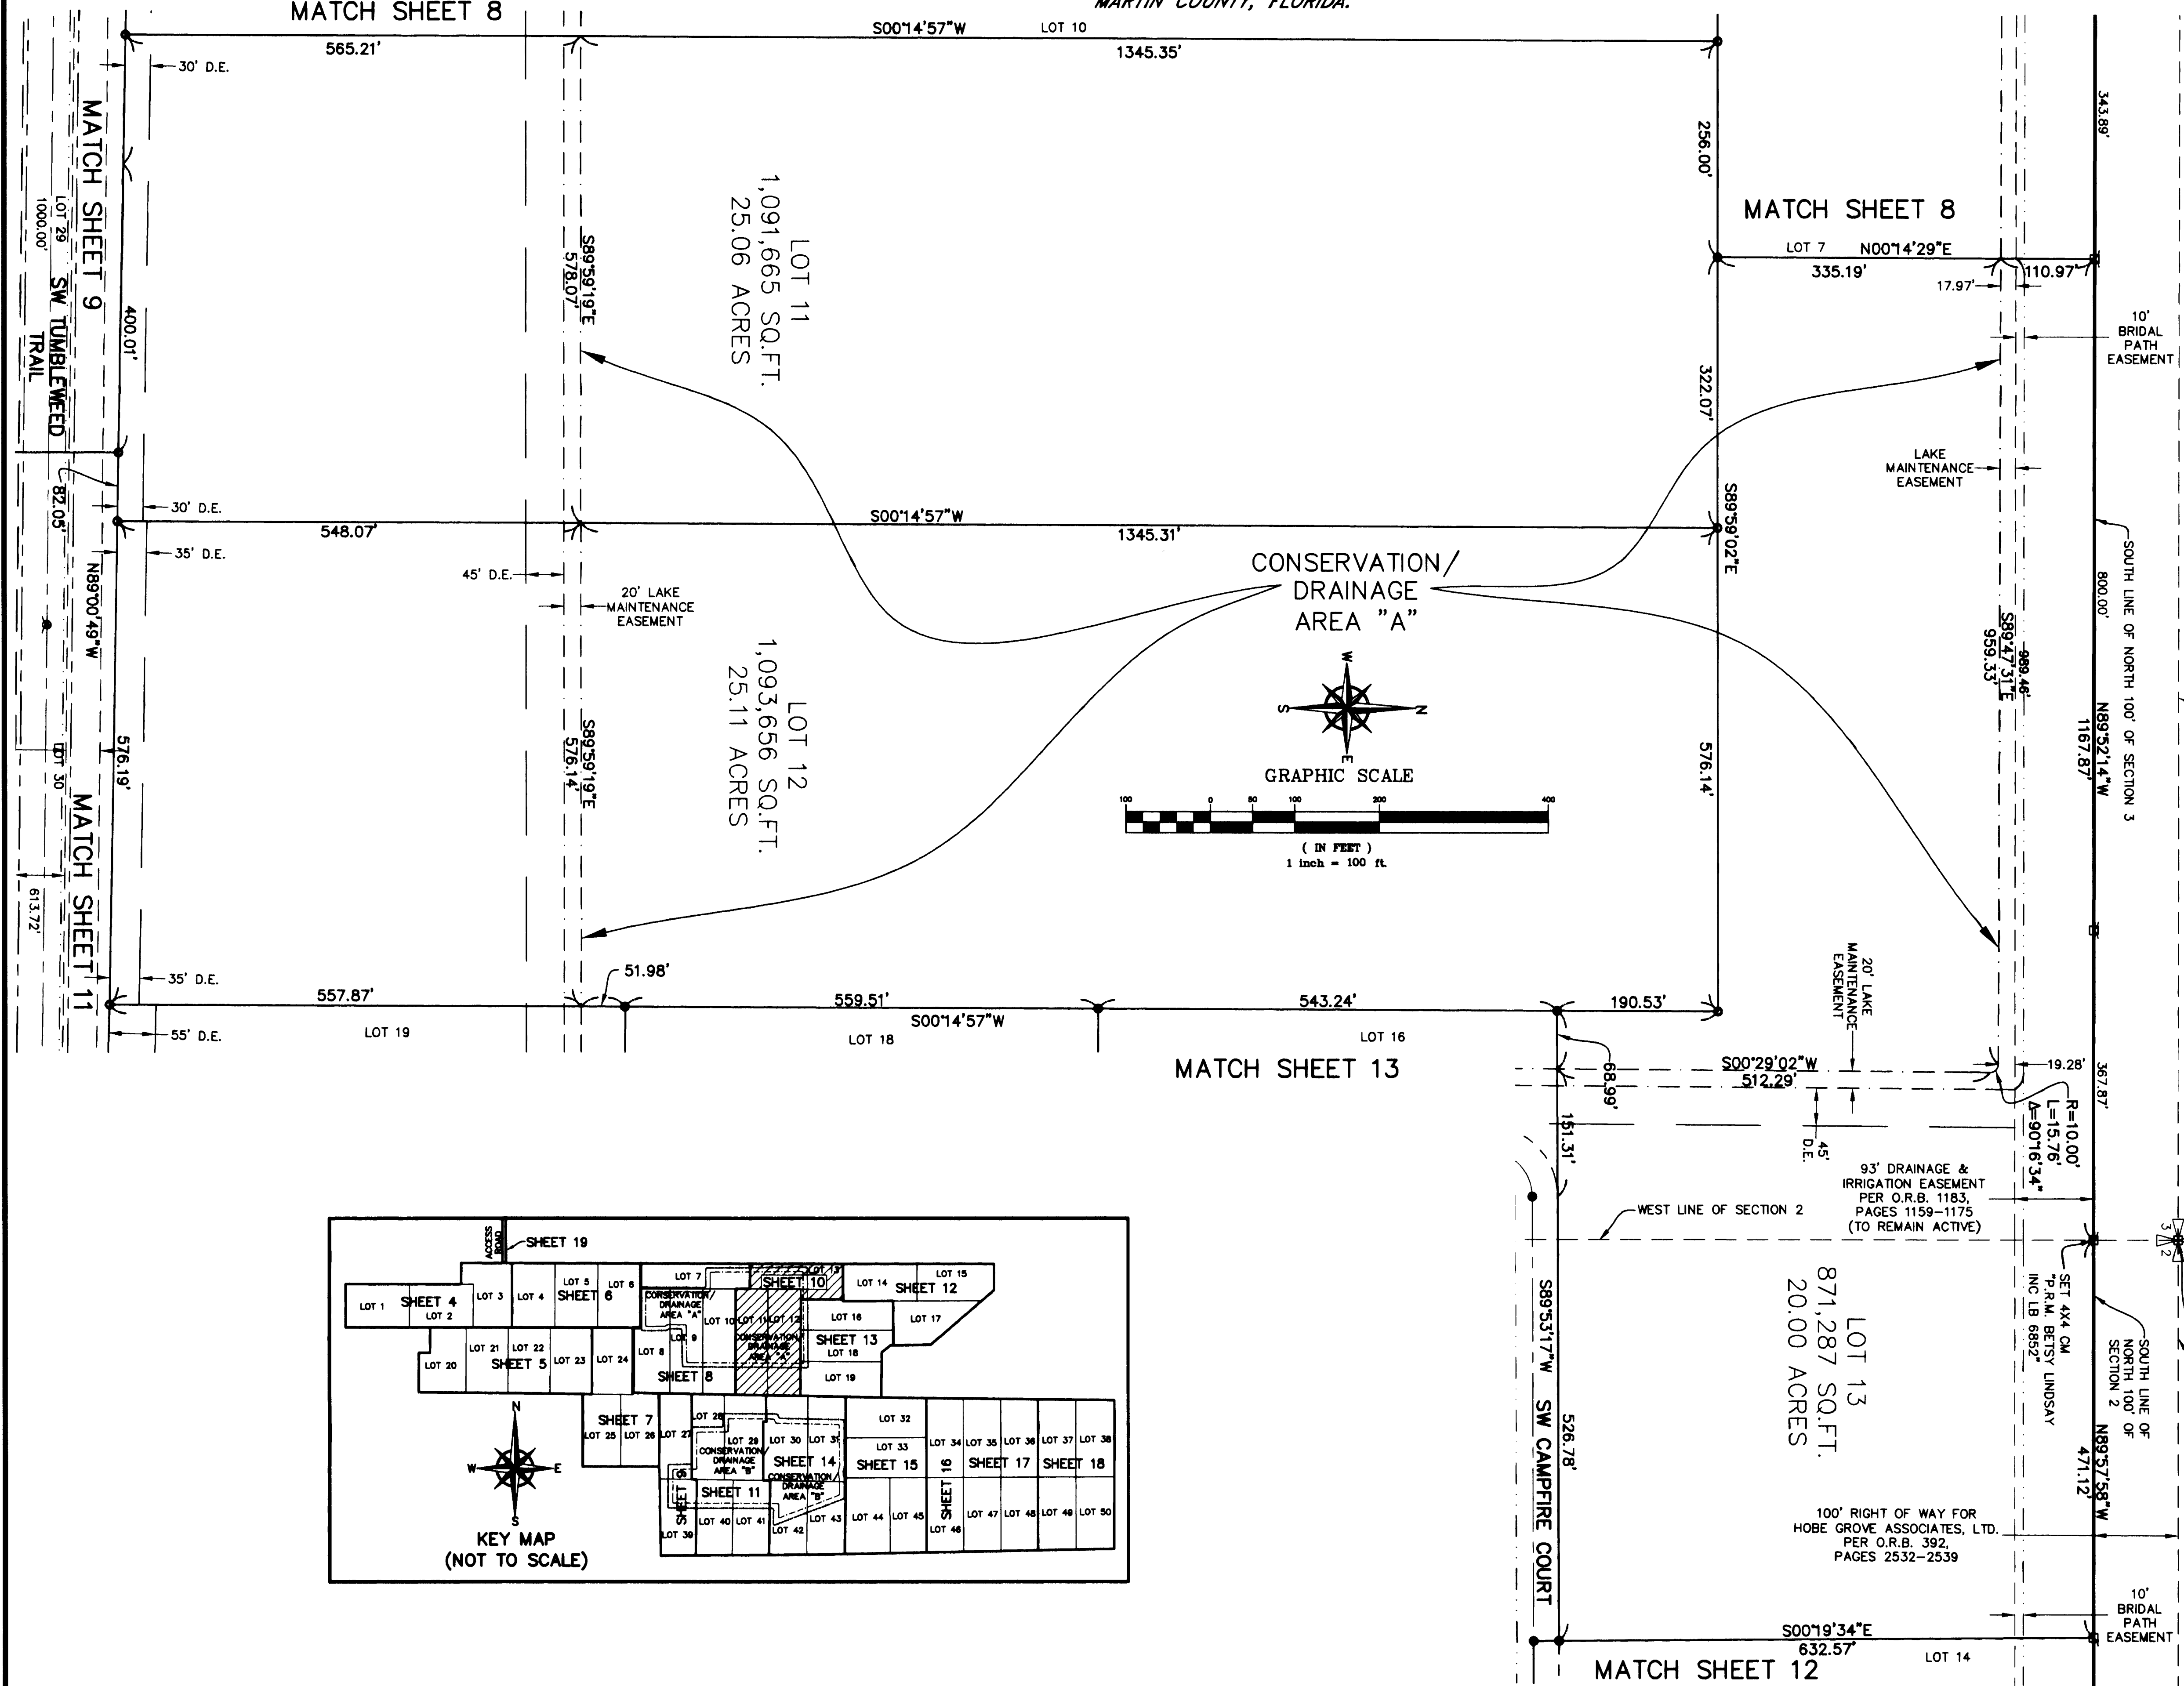 MARTIN COUNTY, FLORIDA.
MATCH SHEET 8
S00°14'57"W
LOT 10
565.21'
1345.35'
30' D.E.
343.89'
MATCH SHEET 9
LOT 29
1000.00'
SW TUMBLEWEED
TRAIL
400.01'
82.05'
256.00'
MATCH SHEET 8
LOT 7
N00°14'29"E
335.19'
110.97'
17.97'
10'
BRIDAL
PATH
EASEMENT
LOT 11
1,091,665 SQ.FT.
25.06 ACRES
S89°59'19"E
578.07'
322.07'
LAKE
MAINTENANCE
EASEMENT
S89°59'02"E
30' D.E.
548.07'
S00°14'57"W
1345.31'
35' D.E.
45' D.E.
20' LAKE
MAINTENANCE
EASEMENT
CONSERVATION/
DRAINAGE
AREA "A"
SOUTH LINE OF NORTH 100' OF SECTION 3
800.00'
N89°52'14"W
1167.87'
989.46'
S89°47'31"E
959.33'
N89°00'49"W
LOT 12
1,093,656 SQ.FT.
25.11 ACRES
W
S
N
E
GRAPHIC SCALE
100 0 50 100 200 400
( IN FEET )
1 inch = 100 ft.
S89°59'19"E
576.14'
576.14'
576.19'
LOT 30
MATCH SHEET 11
613.72'
35' D.E.
557.87'
51.98'
559.51'
543.24'
190.53'
S00°14'57"W
55' D.E.
LOT 19
LOT 18
LOT 16
MATCH SHEET 13
20' LAKE
MAINTENANCE
EASEMENT
S00°29'02"W
512.29'
68.99'
151.31'
19.28'
367.87'
R=10.00'
L=15.76'
Δ=90°16'34"
45'
D.E.
93' DRAINAGE &
IRRIGATION EASEMENT
PER O.R.B. 1183,
PAGES 1159-1175
(TO REMAIN ACTIVE)
WEST LINE OF SECTION 2
3
2
SET 4X4 CM
"P.R.M. BETSY LINDSAY
INC LB 6852"
SOUTH LINE OF
NORTH 100' OF
SECTION 2
LOT 13
871,287 SQ.FT.
20.00 ACRES
S89°53'17"W
SW CAMPFIRE COURT
526.78'
N89°57'58"W
471.12'
100' RIGHT OF WAY FOR
HOBE GROVE ASSOCIATES, LTD.
PER O.R.B. 392,
PAGES 2532-2539
10'
BRIDAL
PATH
EASEMENT
S00°19'34"E
632.57'
LOT 14
MATCH SHEET 12
ACCESS
ROAD
SHEET 19
LOT 1
SHEET 4
LOT 2
LOT 3
LOT 4
LOT 5
SHEET 6
LOT 6
LOT 7
SHEET 10
LOT 13
LOT 14
LOT 15
SHEET 12
CONSERVATION/
DRAINAGE
AREA "A"
LOT 8
LOT 9
LOT 10
LOT 11
LOT 12
CONSERVATION/
DRAINAGE
AREA "A"
LOT 16
LOT 17
SHEET 13
LOT 18
LOT 19
LOT 20
LOT 21
LOT 22
SHEET 5
LOT 23
LOT 24
SHEET 8
SHEET 7
LOT 25
LOT 26
LOT 27
LOT 28
LOT 29
CONSERVATION/
DRAINAGE
AREA "B"
LOT 30
LOT 31
SHEET 14
CONSERVATION/
DRAINAGE
AREA "B"
LOT 32
LOT 33
SHEET 15
LOT 34
LOT 35
LOT 36
LOT 37
LOT 38
SHEET 16
SHEET 17
SHEET 18
SHEET 9
SHEET 11
LOT 39
LOT 40
LOT 41
LOT 42
LOT 43
LOT 44
LOT 45
LOT 46
LOT 47
LOT 48
LOT 49
LOT 50
N
W
E
S
KEY MAP
(NOT TO SCALE)